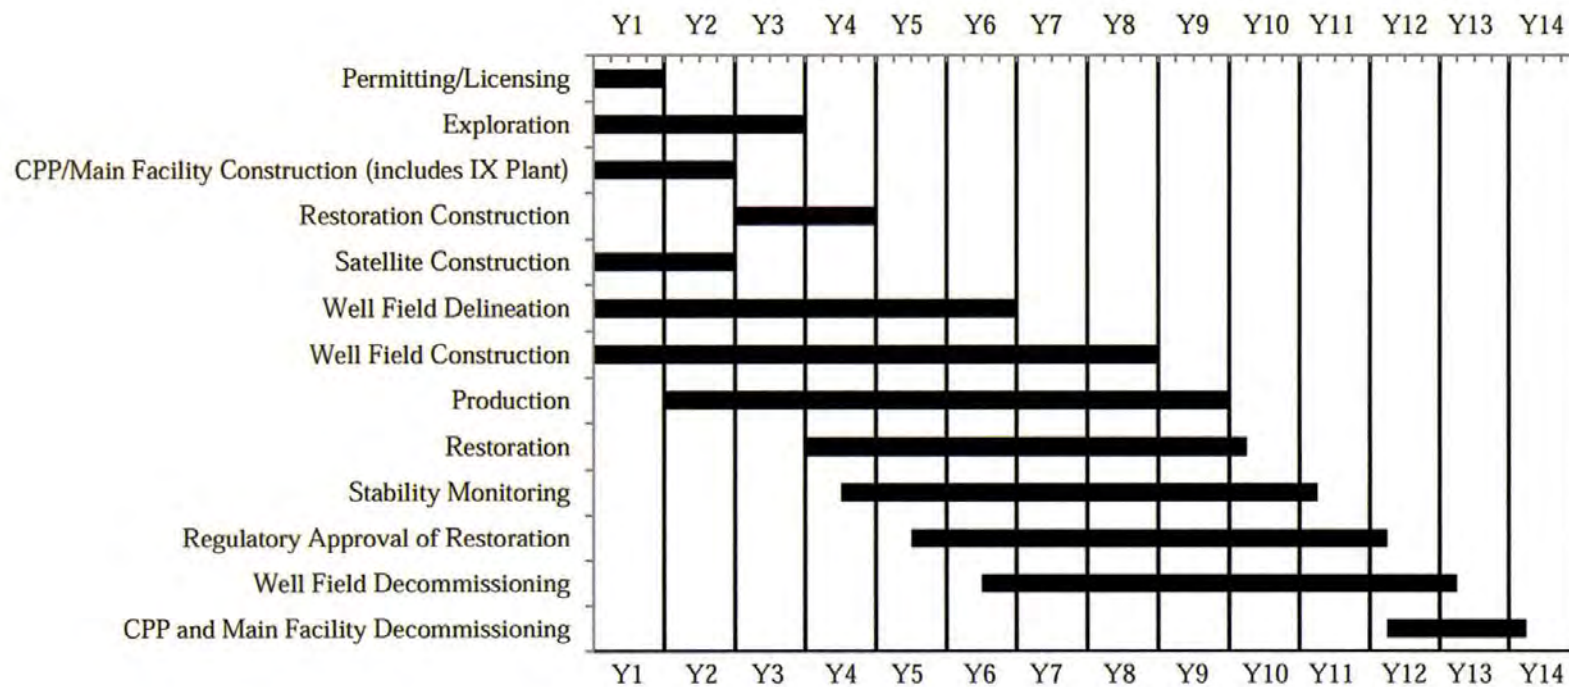 Y1 Y2 Y3 Y4 Y5 Y6 Y7 Y8 Y9 Y10 Y11 Y12 Y13 Y14
Permitting/Licensing
Exploration
CPP/Main Facility Construction (includes IX Plant)
Restoration Construction
Satellite Construction
Well Field Delineation
Well Field Construction
Production
Restoration
Stability Monitoring
Regulatory Approval of Restoration
Well Field Decommissioning
CPP and Main Facility Decommissioning
Y1 Y2 Y3 Y4 Y5 Y6 Y7 Y8 Y9 Y10 Y11 Y12 Y13 Y14